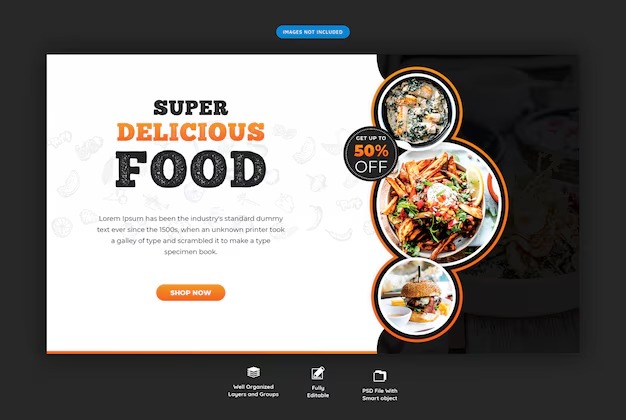 IMAGES NOT INCLUDED
SUPER
DELICIOUS
FOOD
Lorem Ipsum has been the industry's standard dummy text
ever since the 1500s, when an unknown printer took a
galley of type and scrambled it to make a type
specimen book.
SHOP NOW
GET UP TO
50%
OFF
Well Organized
Layers and Groups
Fully
Editable
PSD File With
Smart object